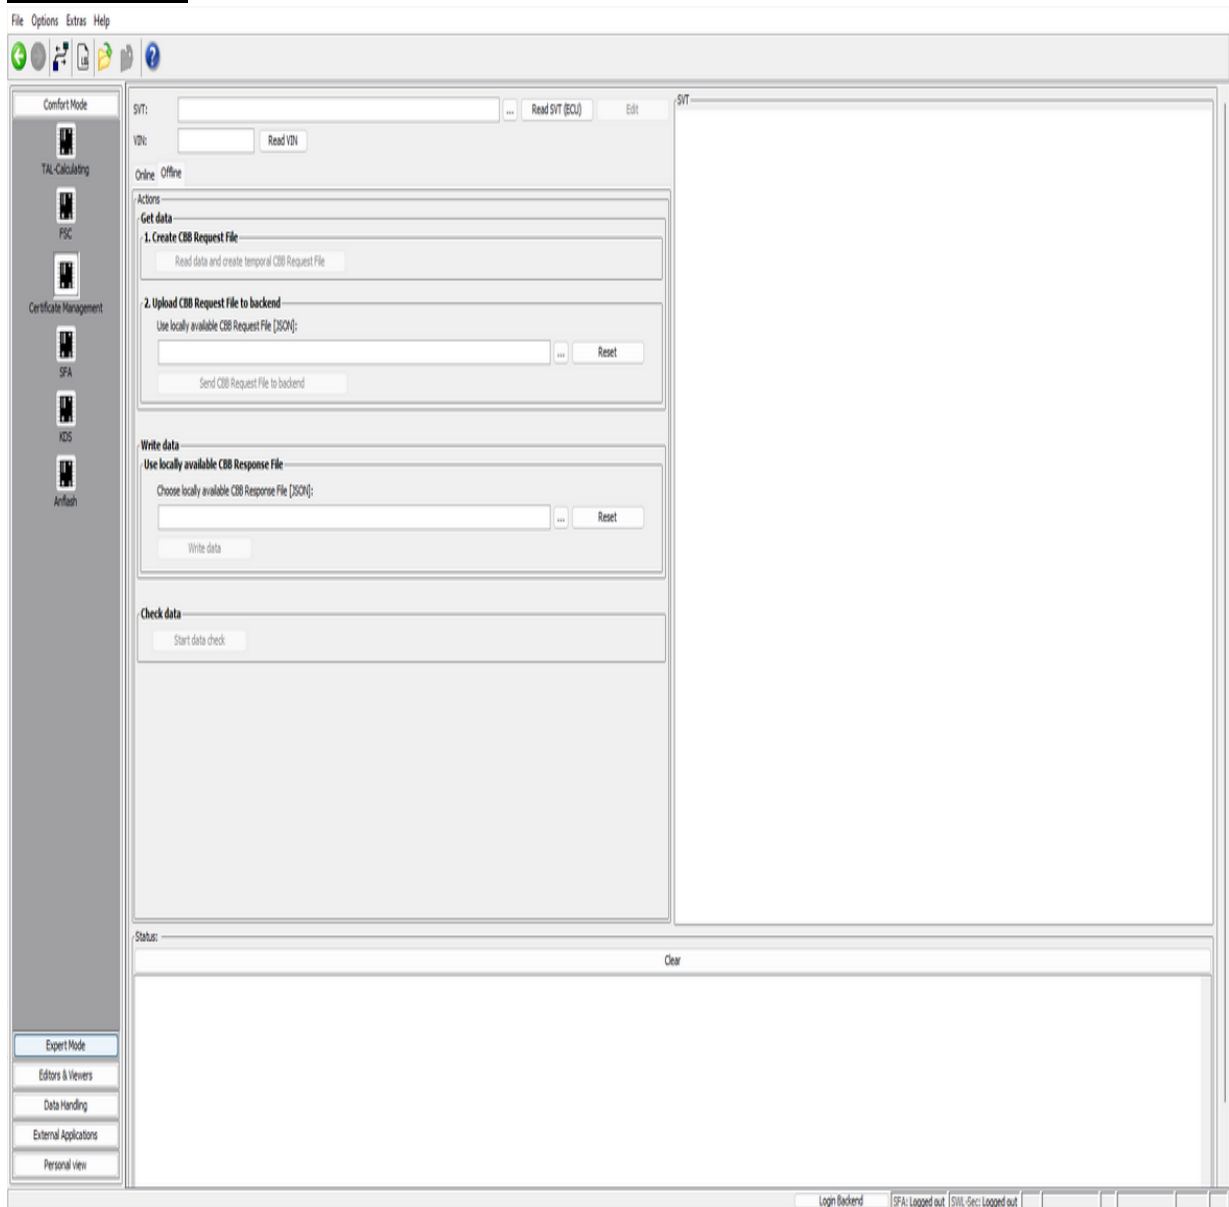 File Options Extras Help
Comfort Mode
TAL-Calculating
FSC
Certificate Management
SFA
KDS
Anflash
Expert Mode
Editors & Viewers
Data Handling
External Applications
Personal view
SVT:
... Read SVT (ECU) Edit
VIN:
Read VIN
Online Offline
Actions
Get data
1. Create CBB Request File
Read data and create temporal CBB Request File
2. Upload CBB Request File to backend
Use locally available CBB Request File [JSON]:
... Reset
Send CBB Request File to backend
Write data
Use locally available CBB Response File
Choose locally available CBB Response File [JSON]:
... Reset
Write data
Check data
Start data check
SVT
Status:
Clear
Login Backend SFA: Logged out SWL-Sec: Logged out